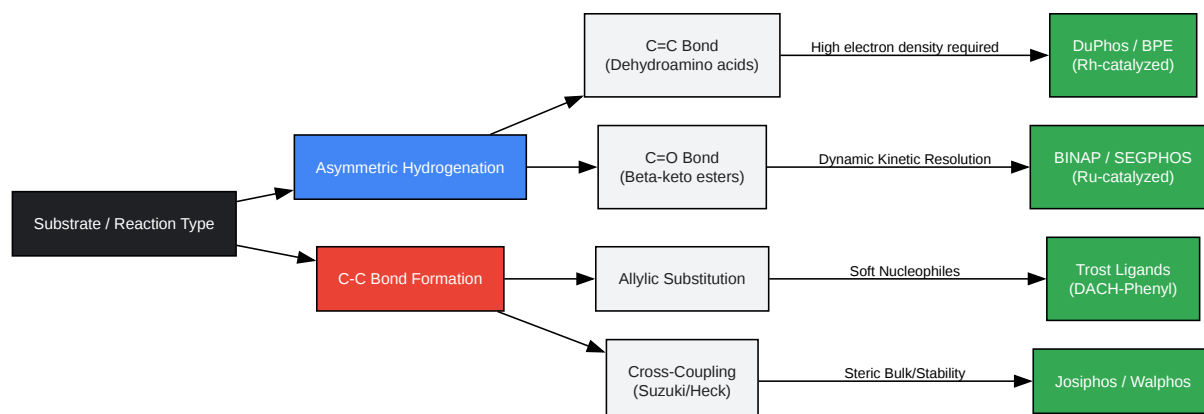 Substrate / Reaction Type
Asymmetric Hydrogenation
C-C Bond Formation
C=C Bond
(Dehydroamino acids)
High electron density required
DuPhos / BPE
(Rh-catalyzed)
C=O Bond
(Beta-keto esters)
Dynamic Kinetic Resolution
BINAP / SEGPHOS
(Ru-catalyzed)
Allylic Substitution
Soft Nucleophiles
Trost Ligands
(DACH-Phenyl)
Cross-Coupling
(Suzuki/Heck)
Steric Bulk/Stability
Josiphos / Walphos